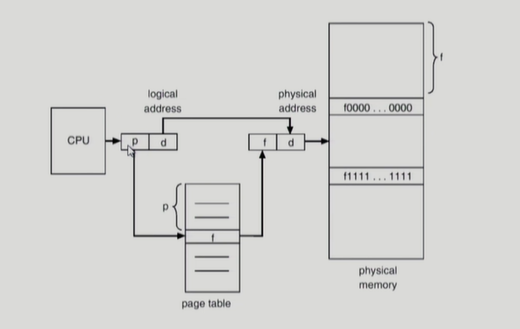 f
logical
address
physical
address
f0000 . . . 0000
CPU
p
d
f
d
f1111 . . . 1111
p
f
physical
memory
page table